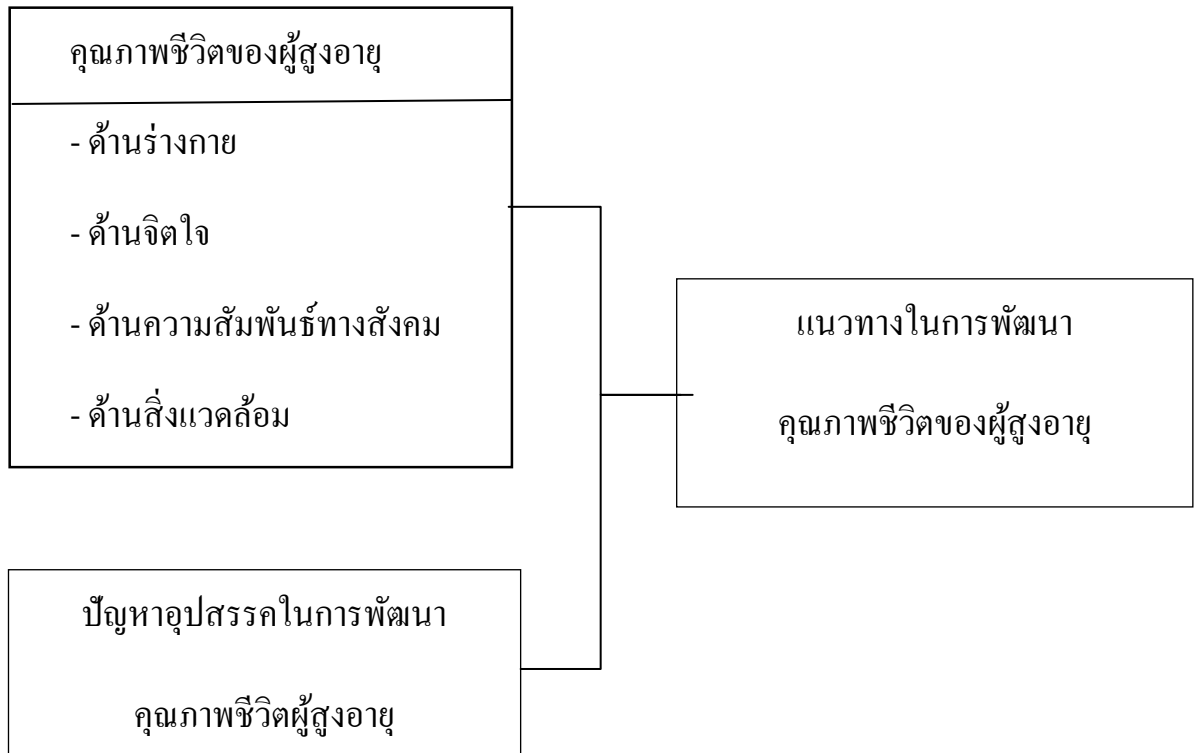 คุณภาพชีวิตของผู้สูงอายุ
- ด้านร่างกาย
- ด้านจิตใจ
- ด้านความสัมพันธ์ทางสังคม
- ด้านสิ่งแวดล้อม
แนวทางในการพัฒนา
คุณภาพชีวิตของผู้สูงอายุ
ปัญหาอุปสรรคในการพัฒนา
คุณภาพชีวิตผู้สูงอายุ